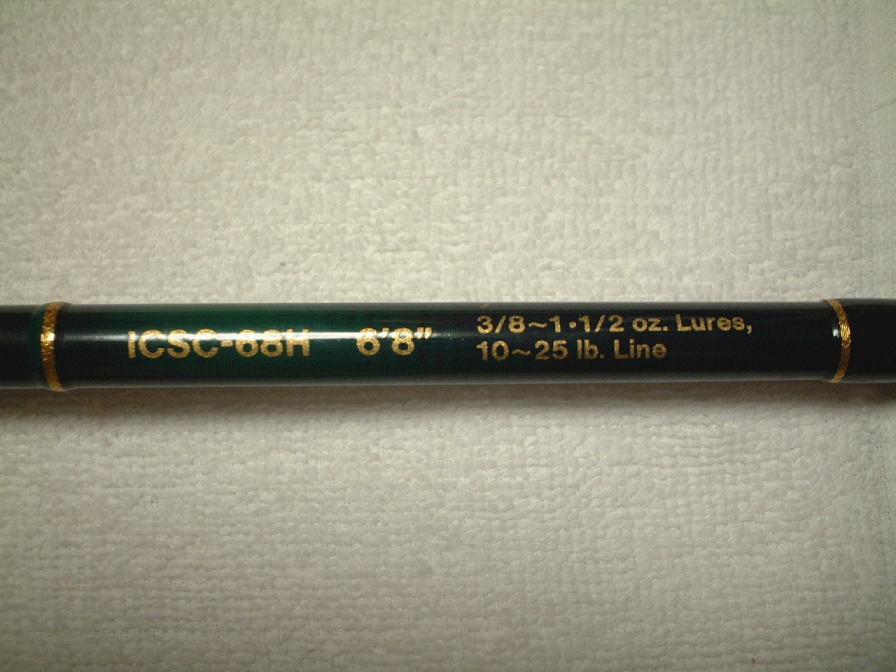 ICSC-68H 6'8"
3/8~1·1/2 oz. Lures,
10~25 lb. Line